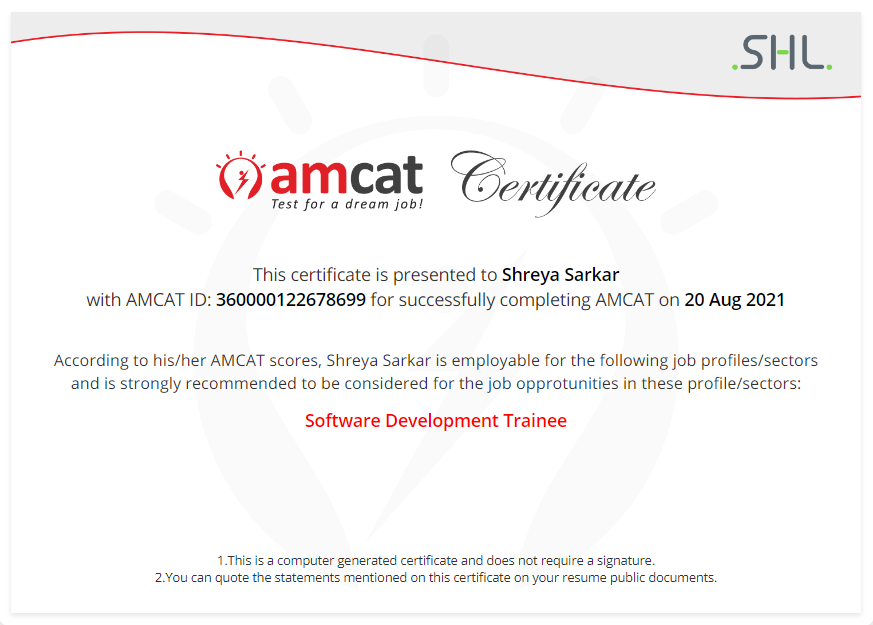 .SHL.
amcat Certificate
Test for a dream job!
This certificate is presented to Shreya Sarkar
with AMCAT ID: 360000122678699 for successfully completing AMCAT on 20 Aug 2021
According to his/her AMCAT scores, Shreya Sarkar is employable for the following job profiles/sectors
and is strongly recommended to be considered for the job opprotunities in these profile/sectors:
Software Development Trainee
1.This is a computer generated certificate and does not require a signature.
2.You can quote the statements mentioned on this certificate on your resume public documents.